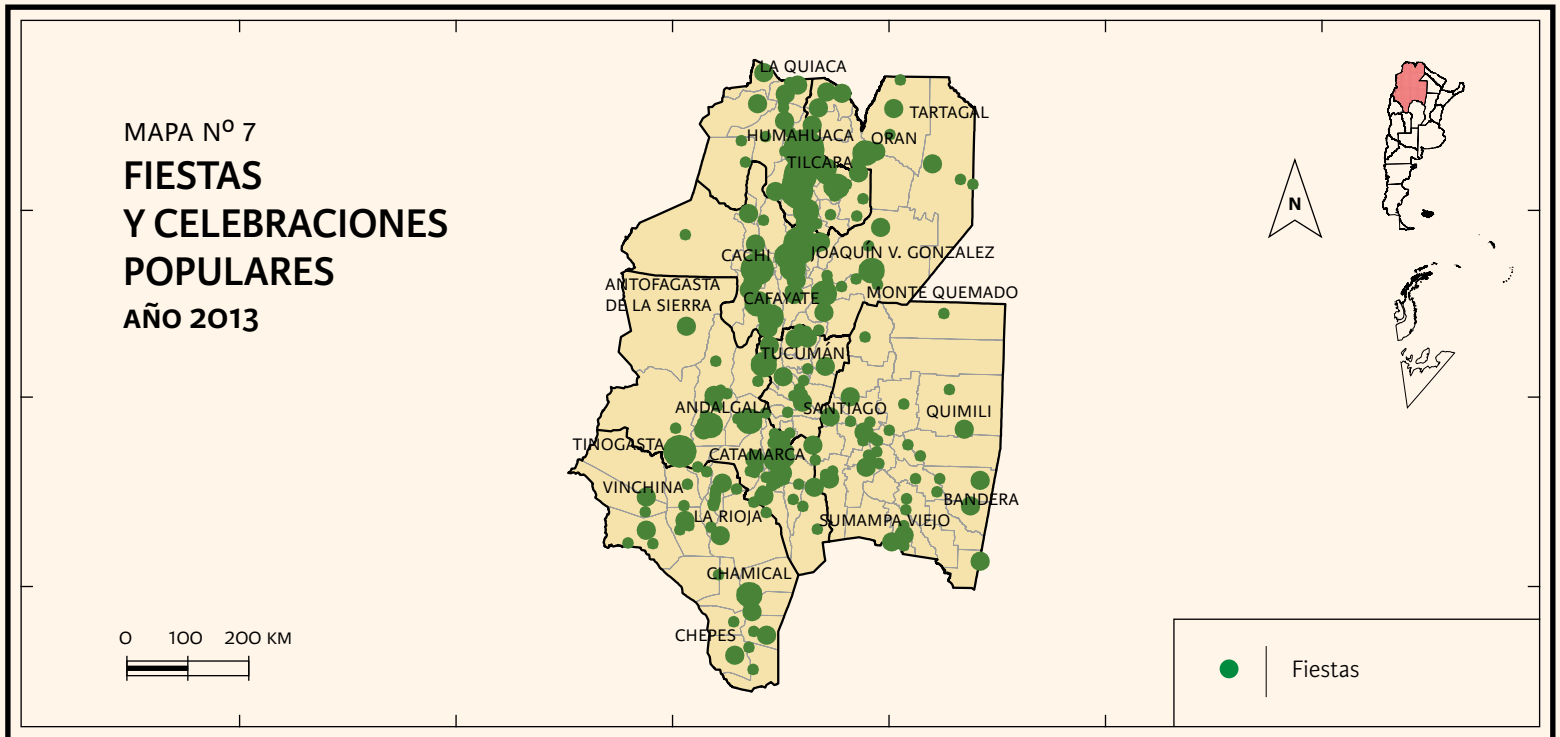 MAPA Nº 7
FIESTAS
Y CELEBRACIONES
POPULARES
AÑO 2013
LA QUIACA
TARTAGAL
HUMAHUACA
ORAN
TILCARA
N
CACHI
JOAQUIN V. GONZALEZ
ANTOFAGASTA
DE LA SIERRA
CAFAYATE
MONTE QUEMADO
TUCUMÁN
ANDALGALA
SANTIAGO
QUIMILI
TINOGASTA
CATAMARCA
VINCHINA
BANDERA
LA RIOJA
SUMAMPA VIEJO
CHAMICAL
CHEPES
0 100 200 KM
Fiestas